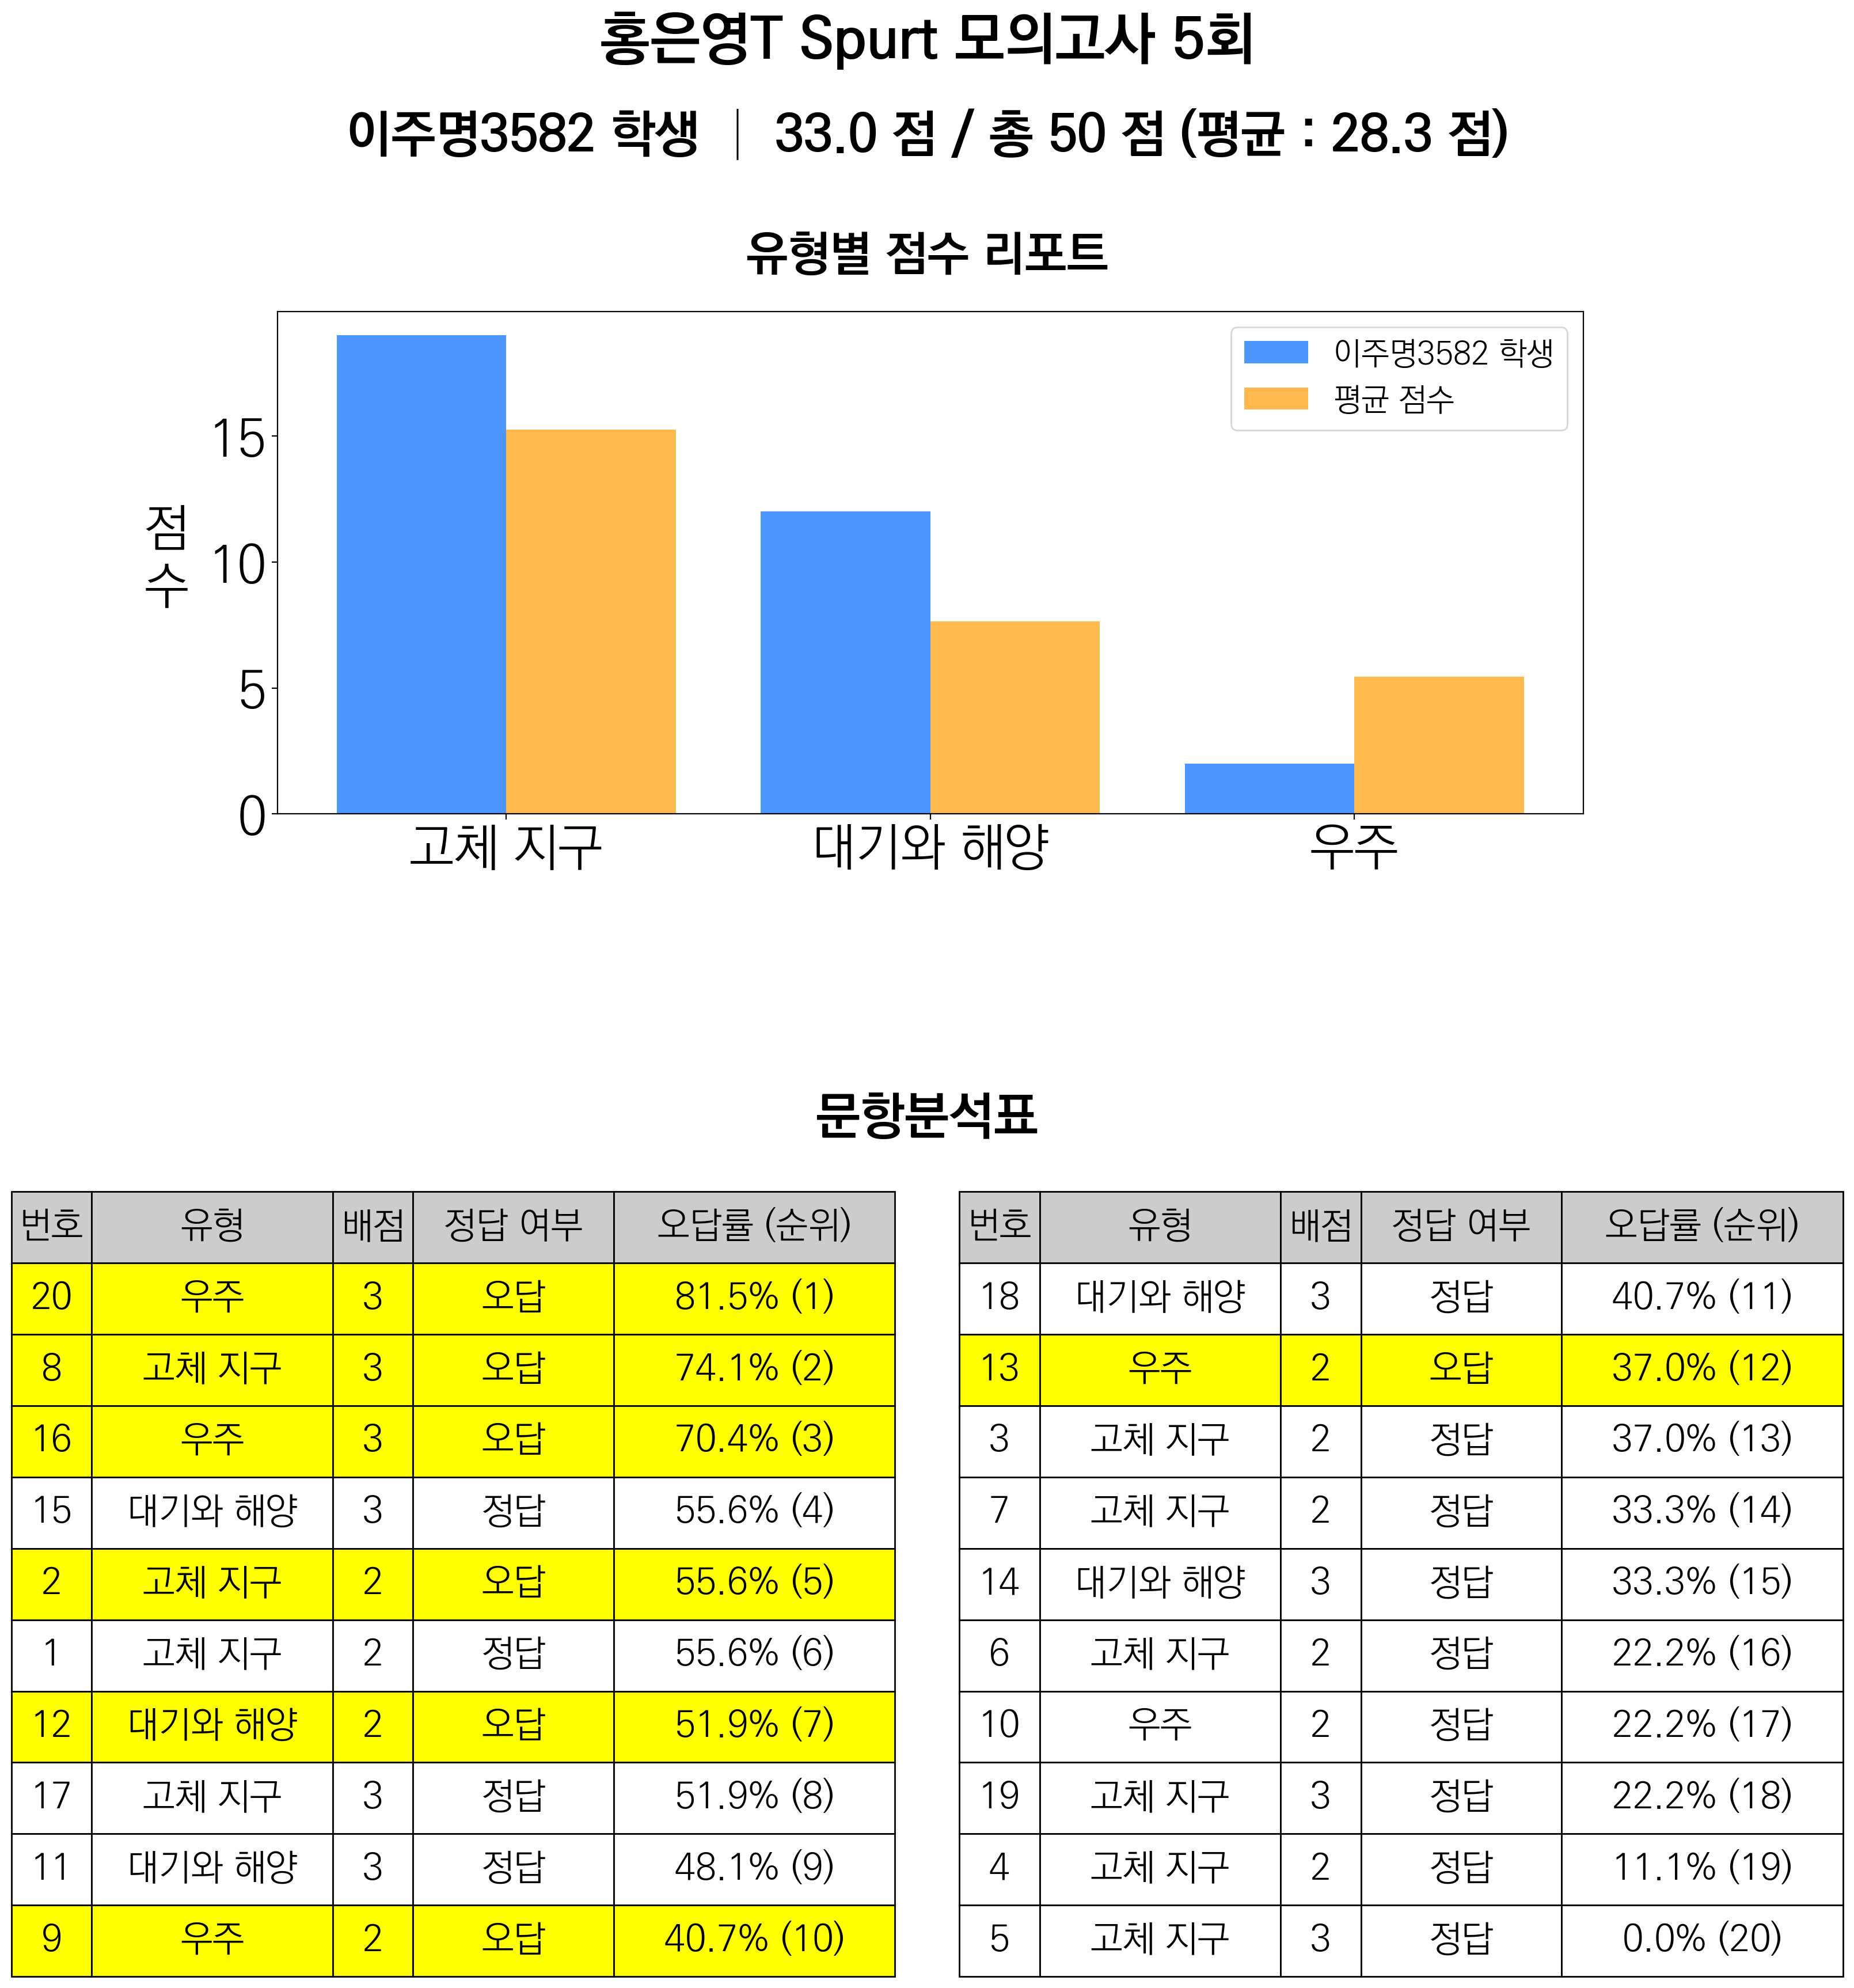 홍은영T Spurt 모의고사 5회
이주명3582 학생 | 33.0 점 / 총 50 점 (평균 : 28.3 점)
유형별 점수 리포트
이주명3582 학생
평균 점수
점수
15
10
5
0
고체 지구 대기와 해양 우주
문항분석표
번호 유형 배점 정답 여부 오답률 (순위)
20 우주 3 오답 81.5% (1)
8 고체 지구 3 오답 74.1% (2)
16 우주 3 오답 70.4% (3)
15 대기와 해양 3 정답 55.6% (4)
2 고체 지구 2 오답 55.6% (5)
1 고체 지구 2 정답 55.6% (6)
12 대기와 해양 2 오답 51.9% (7)
17 고체 지구 3 정답 51.9% (8)
11 대기와 해양 3 정답 48.1% (9)
9 우주 2 오답 40.7% (10)
번호 유형 배점 정답 여부 오답률 (순위)
18 대기와 해양 3 정답 40.7% (11)
13 우주 2 오답 37.0% (12)
3 고체 지구 2 정답 37.0% (13)
7 고체 지구 2 정답 33.3% (14)
14 대기와 해양 3 정답 33.3% (15)
6 고체 지구 2 정답 22.2% (16)
10 우주 2 정답 22.2% (17)
19 고체 지구 3 정답 22.2% (18)
4 고체 지구 2 정답 11.1% (19)
5 고체 지구 3 정답 0.0% (20)